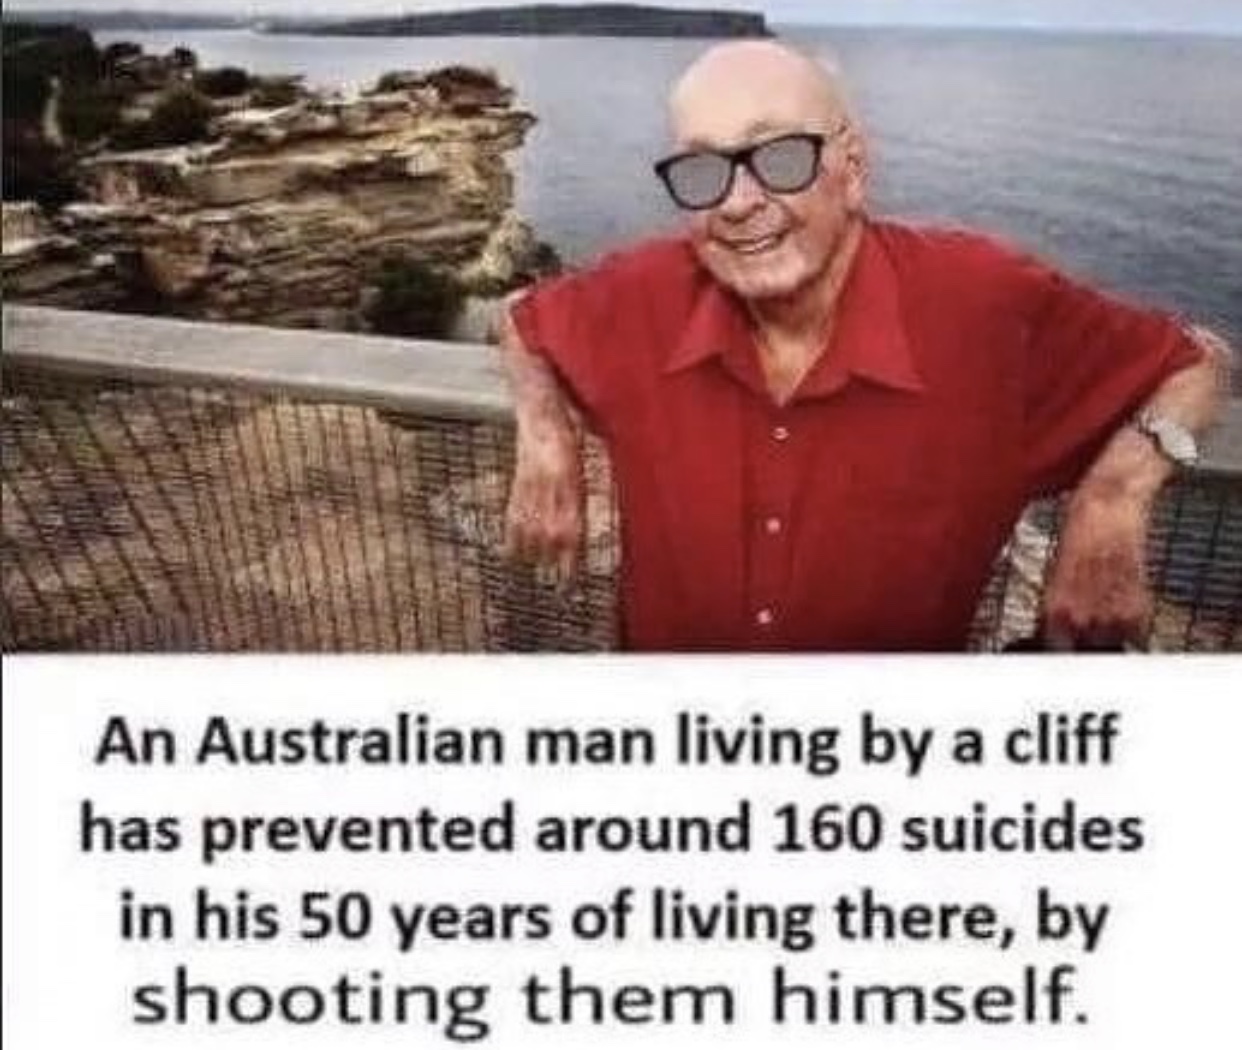 An Australian man living by a cliff
has prevented around 160 suicides
in his 50 years of living there, by
shooting them himself.